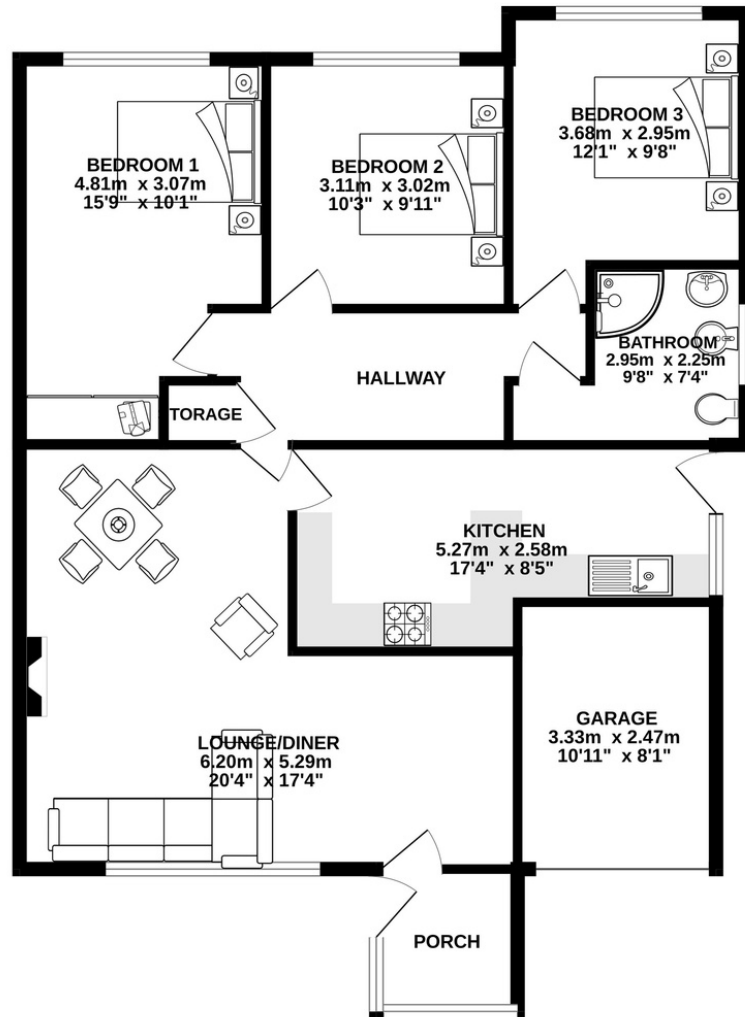 BEDROOM 1
4.81m x 3.07m
15'9" x 10'1"
BEDROOM 2
3.11m x 3.02m
10'3" x 9'11"
BEDROOM 3
3.68m x 2.95m
12'1" x 9'8"
BATHROOM
2.95m x 2.25m
9'8" x 7'4"
HALLWAY
TORAGE
KITCHEN
5.27m x 2.58m
17'4" x 8'5"
GARAGE
3.33m x 2.47m
10'11" x 8'1"
LOUNGE/DINER
6.20m x 5.29m
20'4" x 17'4"
PORCH